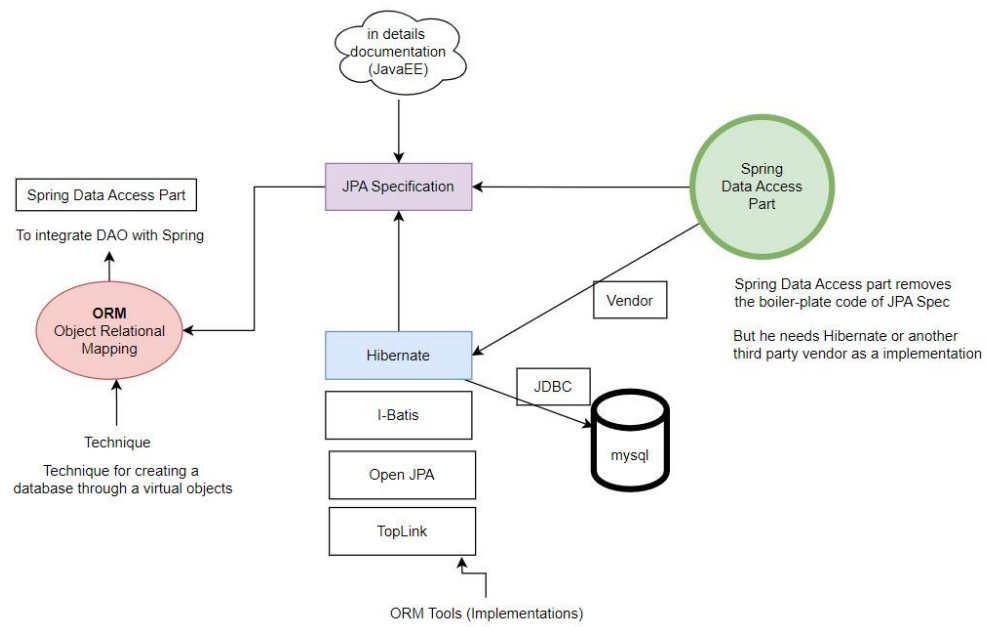 in details
documentation
(JavaEE)
JPA Specification
Spring
Data Access
Part
Spring Data Access Part
To integrate DAO with Spring
ORM
Object Relational
Mapping
Vendor
Spring Data Access part removes
the boiler-plate code of JPA Spec
But he needs Hibernate or another
third party vendor as a implementation
Hibernate
JDBC
I-Batis
mysql
Technique
Technique for creating a
database through a virtual objects
Open JPA
TopLink
ORM Tools (Implementations)